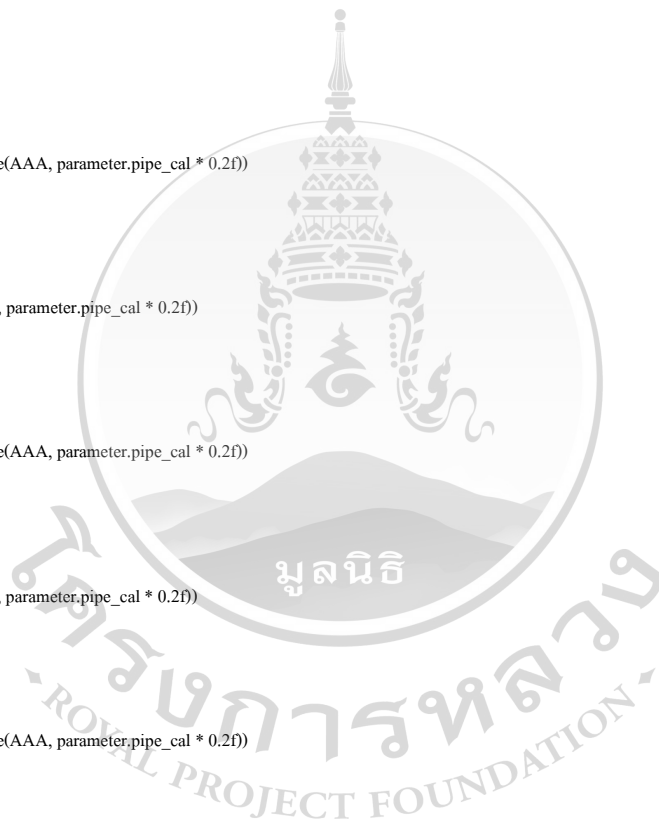 e(AAA, parameter.pipe_cal * 0.2f))
, parameter.pipe_cal * 0.2f))
e(AAA, parameter.pipe_cal * 0.2f))
, parameter.pipe_cal * 0.2f))
e(AAA, parameter.pipe_cal * 0.2f))
มูลนิธิ
โครงการหลวง
ROYAL PROJECT FOUNDATION